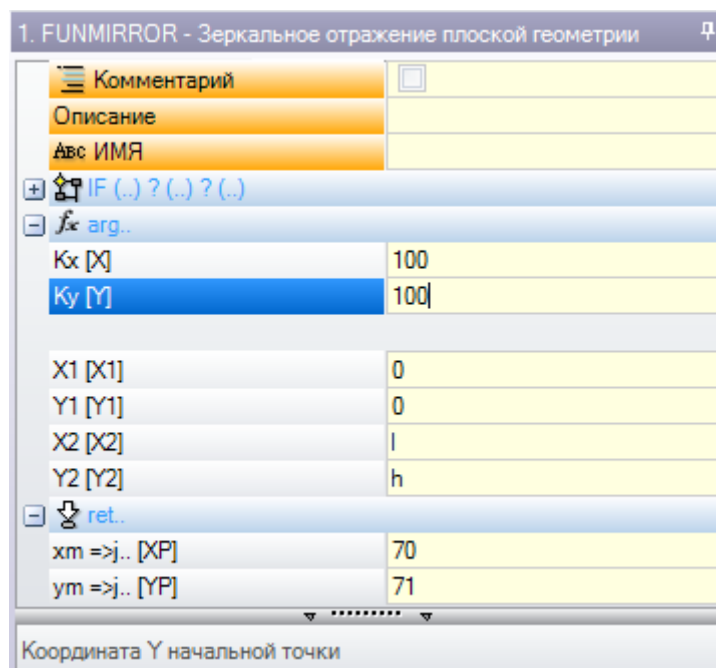 1. FUNMIRROR - Зеркальное отражение плоской геометрии
Комментарий
Описание
Авс ИМЯ
IF (..) ? (..) ? (..)
fx arg..
Kx [X] 100
Ky [Y] 100
X1 [X1] 0
Y1 [Y1] 0
X2 [X2] l
Y2 [Y2] h
ret..
xm =>j.. [XP] 70
ym =>j.. [YP] 71
Координата Y начальной точки